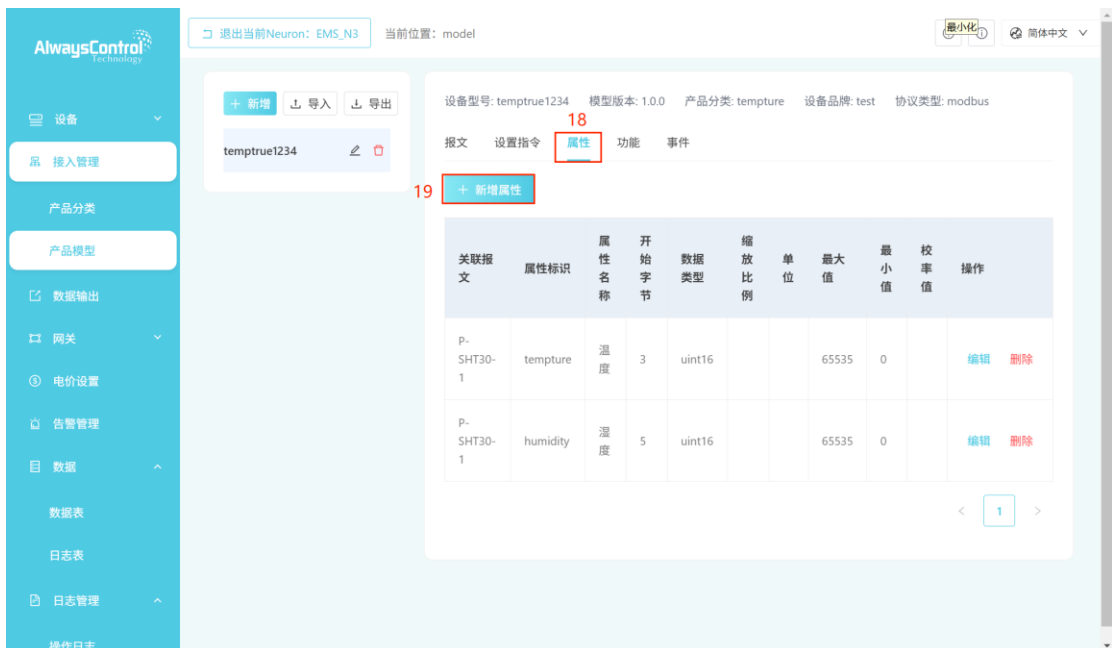 AlwaysControl
Technology
退出当前Neuron：EMS_N3
当前位置：model
最小化
简体中文
设备
接入管理
产品分类
产品模型
数据输出
网关
电价设置
告警管理
数据
数据表
日志表
日志管理
操作日志
+ 新增
导入
导出
temptrue1234
设备型号: temptrue1234 模型版本: 1.0.0 产品分类: tempture 设备品牌: test 协议类型: modbus
18
报文 设置指令 属性 功能 事件
19
+ 新增属性
关联报文 属性标识 属性名称 开始字节 数据类型 缩放比例 单位 最大值 最小值 校率值 操作
P-SHT30-1 tempture 温度 3 uint16 65535 0 编辑 删除
P-SHT30-1 humidity 湿度 5 uint16 65535 0 编辑 删除
< 1 >